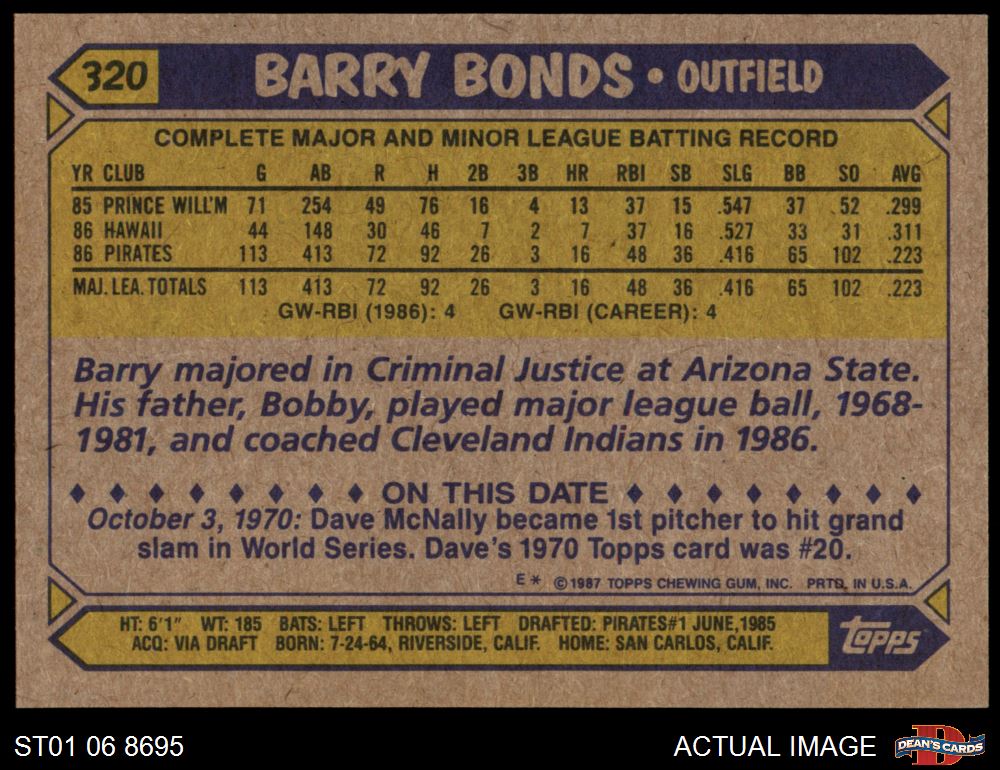 320 BARRY BONDS • OUTFIELD
COMPLETE MAJOR AND MINOR LEAGUE BATTING RECORD
YR CLUB G AB R H 2B 3B HR RBI SB SLG BB SO AVG
85 PRINCE WILL'M 71 254 49 76 16 4 13 37 15 .547 37 52 .299
86 HAWAII 44 148 30 46 7 2 7 37 16 .527 33 31 .311
86 PIRATES 113 413 72 92 26 3 16 48 36 .416 65 102 .223
MAJ. LEA. TOTALS 113 413 72 92 26 3 16 48 36 .416 65 102 .223
GW-RBI (1986): 4 GW-RBI (CAREER): 4
Barry majored in Criminal Justice at Arizona State.
His father, Bobby, played major league ball, 1968-
1981, and coached Cleveland Indians in 1986.
ON THIS DATE
October 3, 1970: Dave McNally became 1st pitcher to hit grand
slam in World Series. Dave's 1970 Topps card was #20.
E* ©1987 TOPPS CHEWING GUM, INC. PRTD. IN U.S.A.
HT: 6'1" WT: 185 BATS: LEFT THROWS: LEFT DRAFTED: PIRATES#1 JUNE,1985
ACQ: VIA DRAFT BORN: 7-24-64, RIVERSIDE, CALIF. HOME: SAN CARLOS, CALIF.
topps
ST01 06 8695 ACTUAL IMAGE DEAN'S CARDS